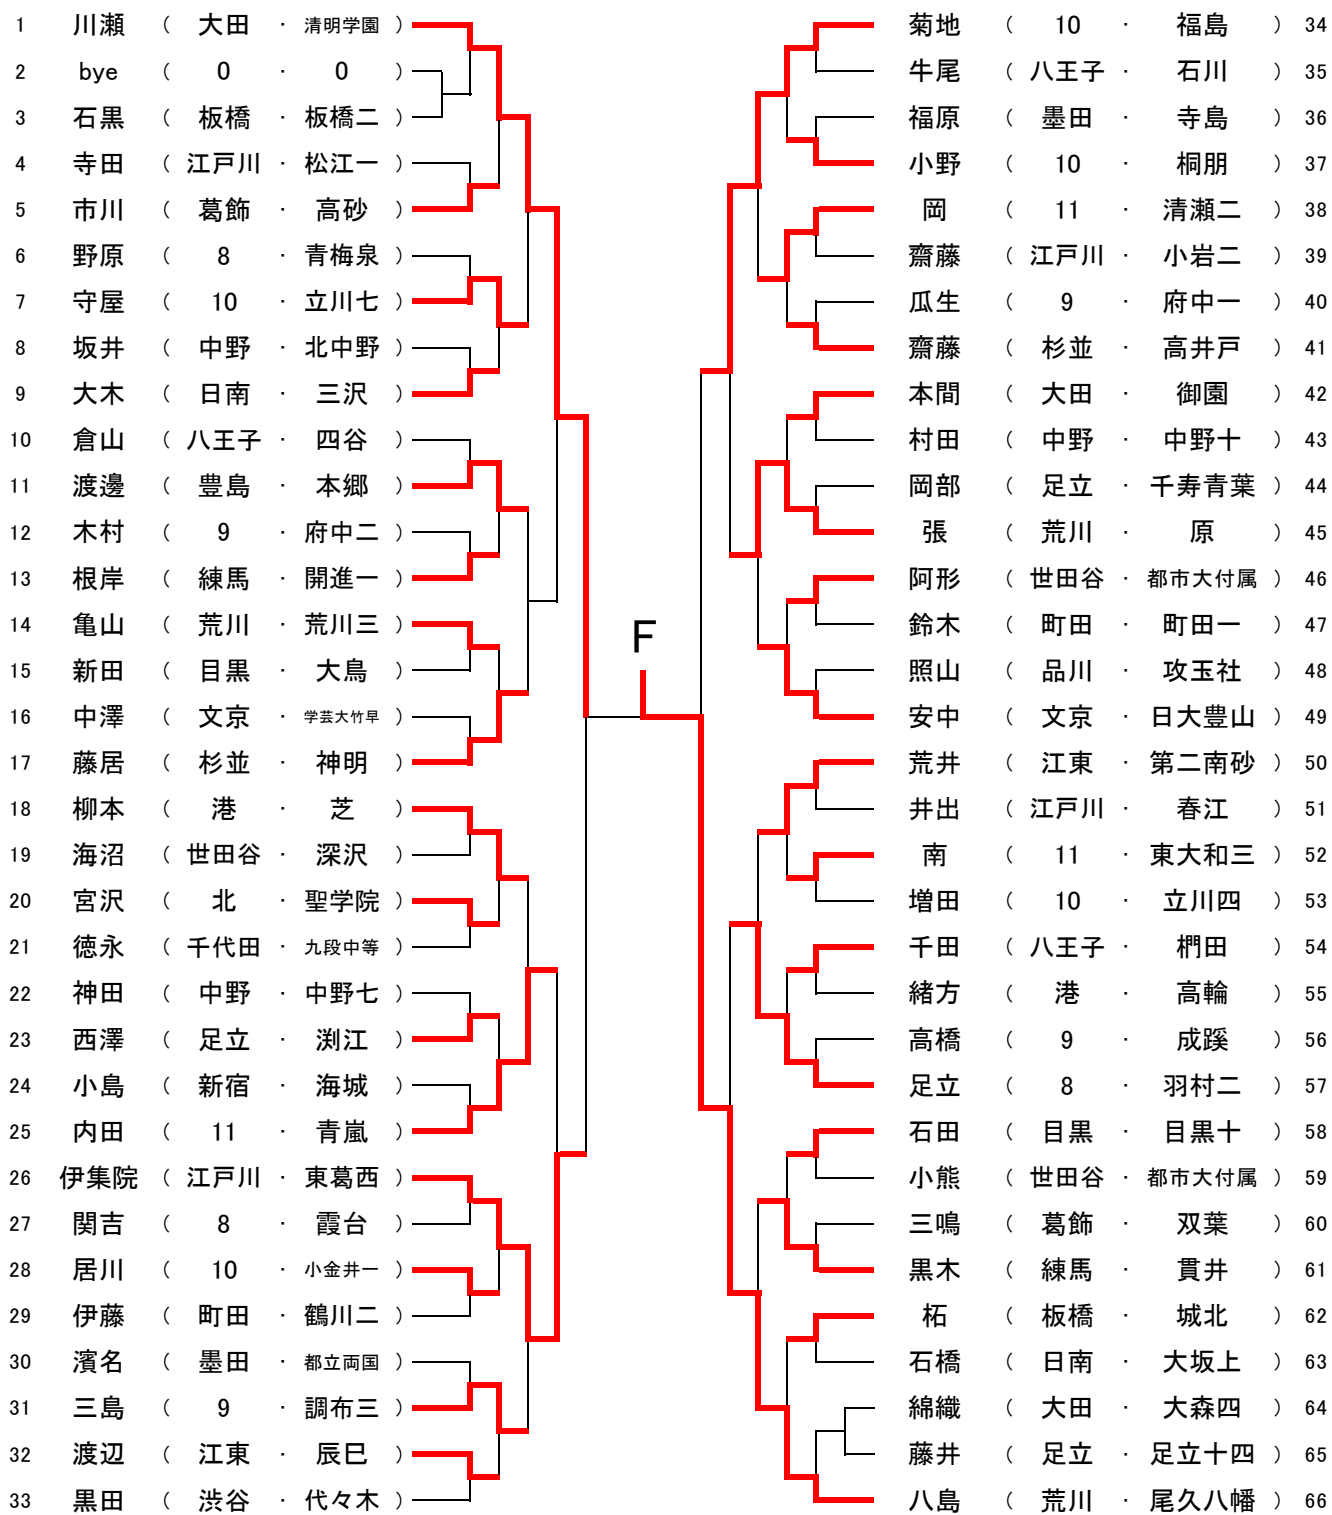 1 川瀬 （ 大田 ・ 清明学園 ）
2 bye （ 0 ・ 0 ）
3 石黒 （ 板橋 ・ 板橋二 ）
4 寺田 （ 江戸川 ・ 松江一 ）
5 市川 （ 葛飾 ・ 高砂 ）
6 野原 （ 8 ・ 青梅泉 ）
7 守屋 （ 10 ・ 立川七 ）
8 坂井 （ 中野 ・ 北中野 ）
9 大木 （ 日南 ・ 三沢 ）
10 倉山 （ 八王子 ・ 四谷 ）
11 渡邊 （ 豊島 ・ 本郷 ）
12 木村 （ 9 ・ 府中二 ）
13 根岸 （ 練馬 ・ 開進一 ）
14 亀山 （ 荒川 ・ 荒川三 ）
15 新田 （ 目黒 ・ 大鳥 ）
16 中澤 （ 文京 ・ 学芸大竹早 ）
17 藤居 （ 杉並 ・ 神明 ）
18 柳本 （ 港 ・ 芝 ）
19 海沼 （ 世田谷 ・ 深沢 ）
20 宮沢 （ 北 ・ 聖学院 ）
21 徳永 （ 千代田 ・ 九段中等 ）
22 神田 （ 中野 ・ 中野七 ）
23 西澤 （ 足立 ・ 渕江 ）
24 小島 （ 新宿 ・ 海城 ）
25 内田 （ 11 ・ 青嵐 ）
26 伊集院 （ 江戸川 ・ 東葛西 ）
27 関吉 （ 8 ・ 霞台 ）
28 居川 （ 10 ・ 小金井一 ）
29 伊藤 （ 町田 ・ 鶴川二 ）
30 濱名 （ 墨田 ・ 都立両国 ）
31 三島 （ 9 ・ 調布三 ）
32 渡辺 （ 江東 ・ 辰巳 ）
33 黒田 （ 渋谷 ・ 代々木 ）
F
菊地 （ 10 ・ 福島 ） 34
牛尾 （ 八王子 ・ 石川 ） 35
福原 （ 墨田 ・ 寺島 ） 36
小野 （ 10 ・ 桐朋 ） 37
岡 （ 11 ・ 清瀬二 ） 38
齋藤 （ 江戸川 ・ 小岩二 ） 39
瓜生 （ 9 ・ 府中一 ） 40
齋藤 （ 杉並 ・ 高井戸 ） 41
本間 （ 大田 ・ 御園 ） 42
村田 （ 中野 ・ 中野十 ） 43
岡部 （ 足立 ・ 千寿青葉 ） 44
張 （ 荒川 ・ 原 ） 45
阿形 （ 世田谷 ・ 都市大付属 ） 46
鈴木 （ 町田 ・ 町田一 ） 47
照山 （ 品川 ・ 攻玉社 ） 48
安中 （ 文京 ・ 日大豊山 ） 49
荒井 （ 江東 ・ 第二南砂 ） 50
井出 （ 江戸川 ・ 春江 ） 51
南 （ 11 ・ 東大和三 ） 52
増田 （ 10 ・ 立川四 ） 53
千田 （ 八王子 ・ 椚田 ） 54
緒方 （ 港 ・ 高輪 ） 55
高橋 （ 9 ・ 成蹊 ） 56
足立 （ 8 ・ 羽村二 ） 57
石田 （ 目黒 ・ 目黒十 ） 58
小熊 （ 世田谷 ・ 都市大付属 ） 59
三鳴 （ 葛飾 ・ 双葉 ） 60
黒木 （ 練馬 ・ 貫井 ） 61
柘 （ 板橋 ・ 城北 ） 62
石橋 （ 日南 ・ 大坂上 ） 63
綿織 （ 大田 ・ 大森四 ） 64
藤井 （ 足立 ・ 足立十四 ） 65
八島 （ 荒川 ・ 尾久八幡 ） 66